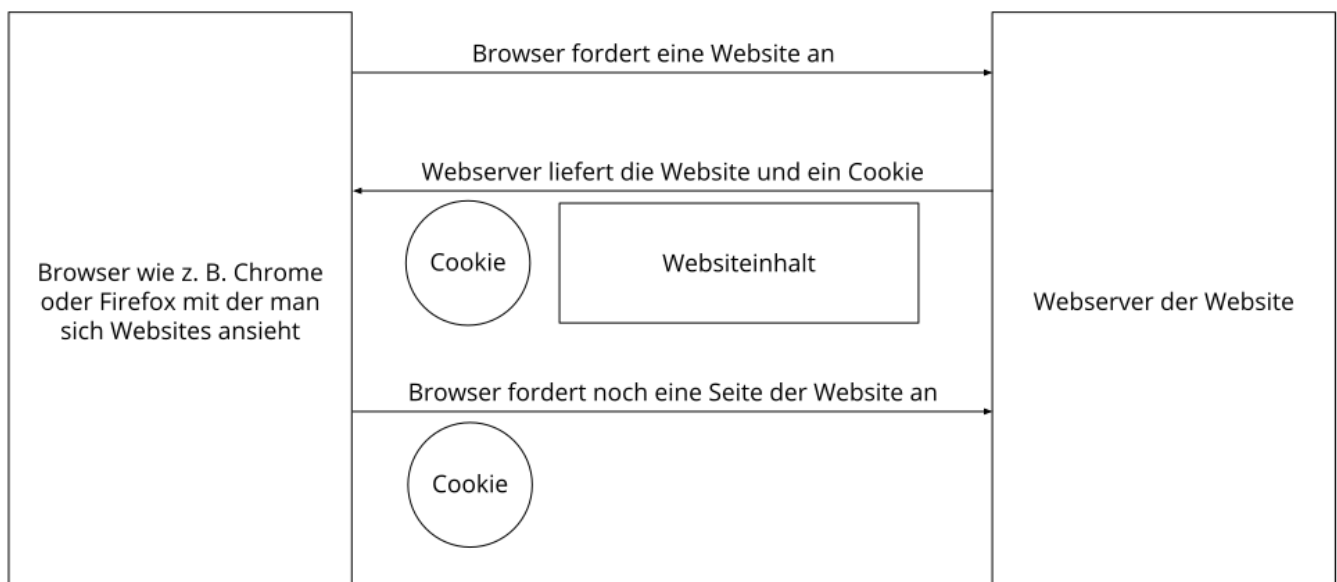 Browser fordert eine Website an
Webserver liefert die Website und ein Cookie
Cookie
Websiteinhalt
Browser wie z. B. Chrome
oder Firefox mit der man
sich Websites ansieht
Webserver der Website
Browser fordert noch eine Seite der Website an
Cookie